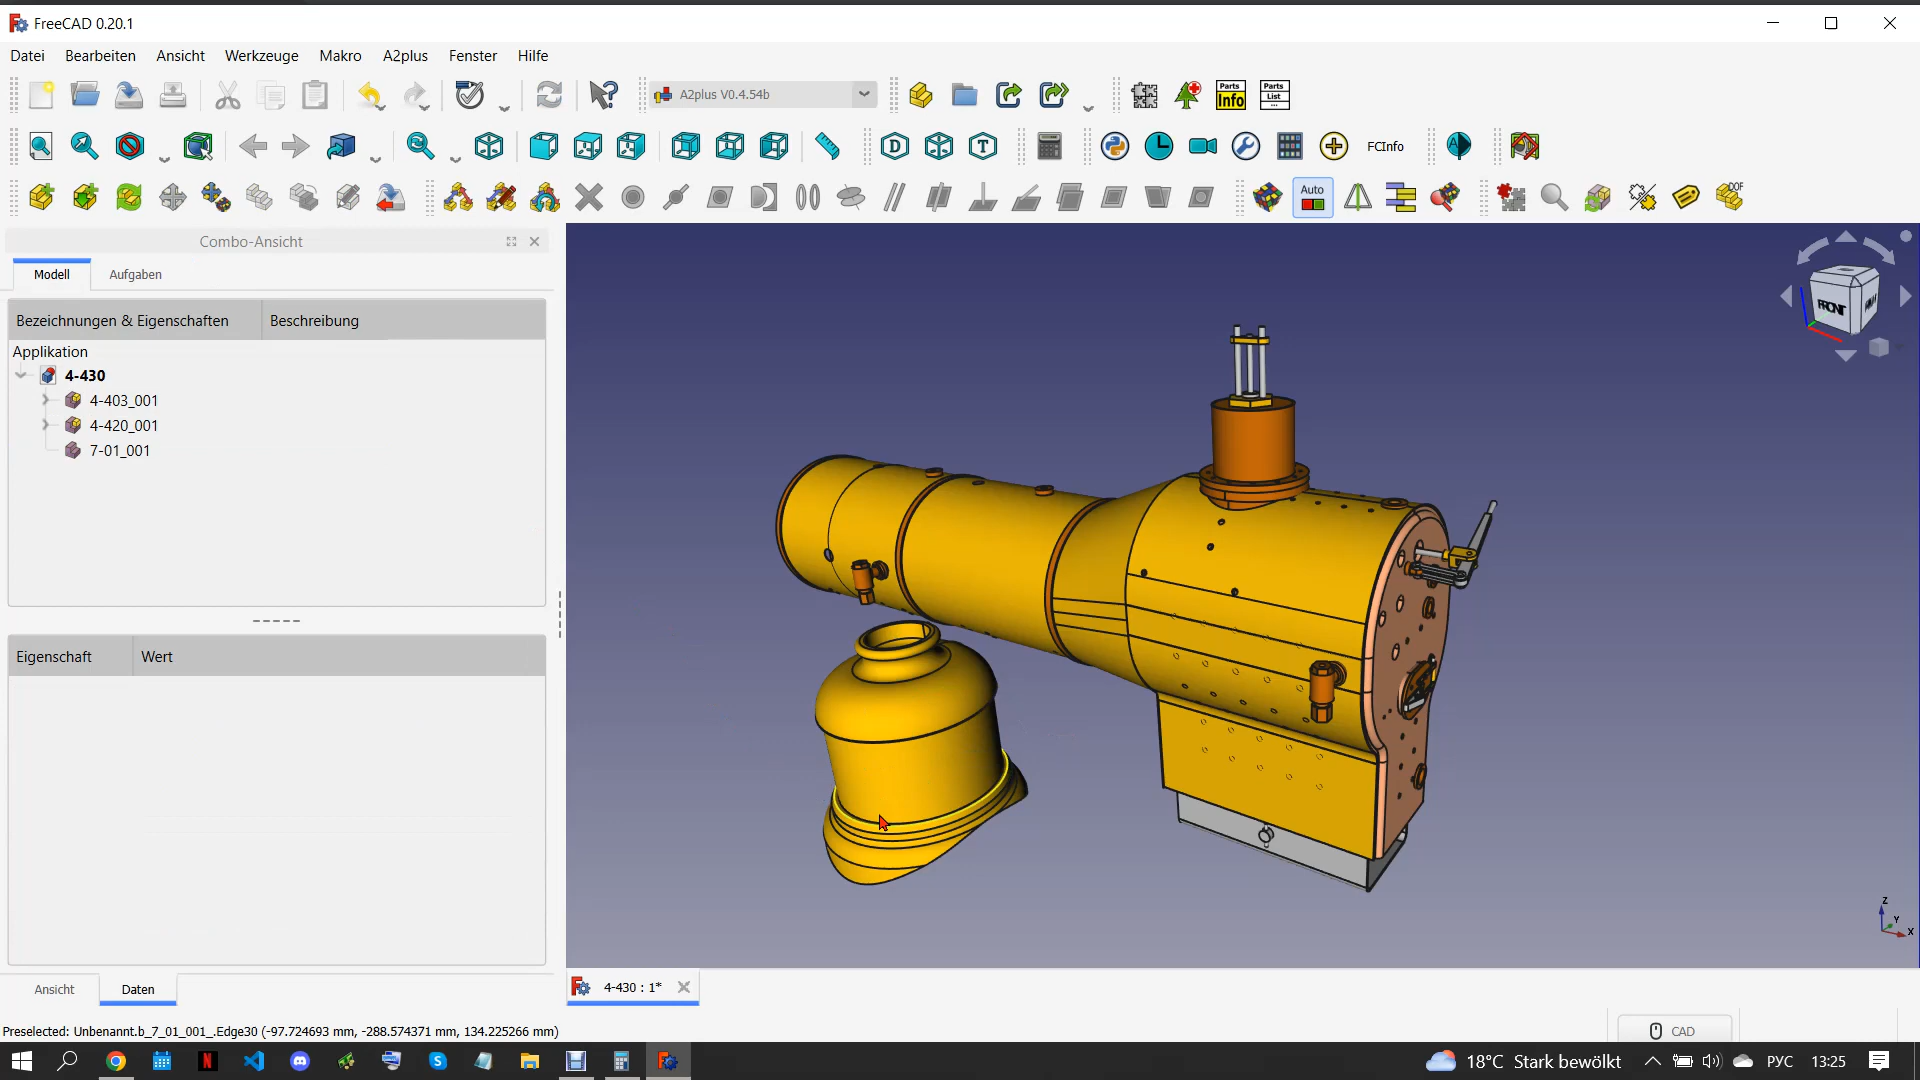 FreeCAD 0.20.1
Datei Bearbeiten Ansicht Werkzeuge Makro A2plus Fenster Hilfe
A2plus V0.4.54b
Parts Info
Parts List ...
D T FCInfo
Auto DOF
Combo-Ansicht
Modell Aufgaben
Bezeichnungen & Eigenschaften Beschreibung
Applikation
4-430
4-403_001
4-420_001
7-01_001
FRONT
Eigenschaft Wert
Z
Y
X
Ansicht Daten
4-430 : 1*
Preselected: Unbenannt.b_7_01_001_.Edge30 (-97.724693 mm, -288.574371 mm, 134.225266 mm)
CAD
18°C Stark bewölkt РУС 13:25